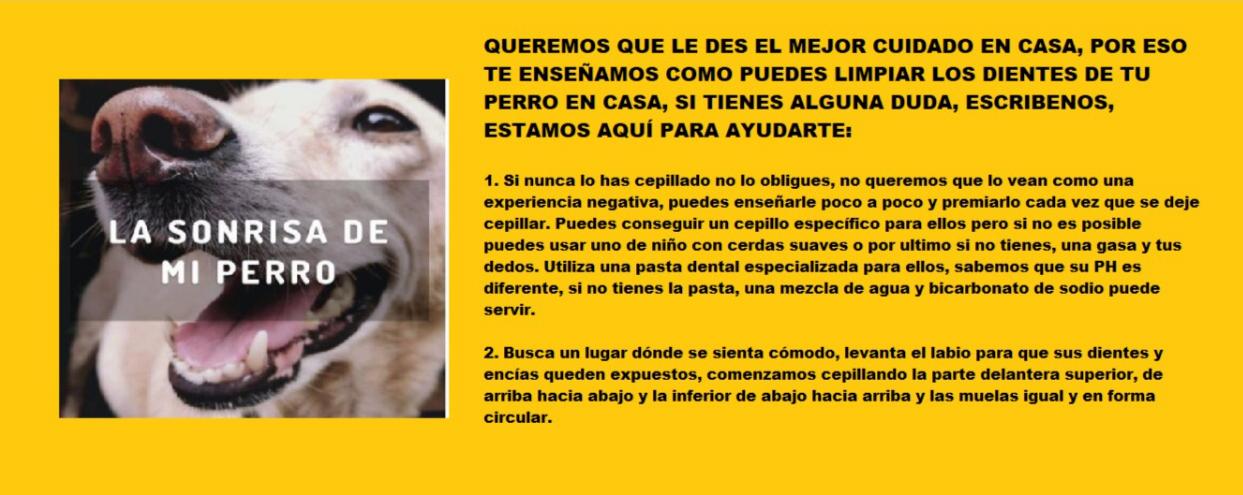 LA SONRISA DE
MI PERRO
QUEREMOS QUE LE DES EL MEJOR CUIDADO EN CASA, POR ESO
TE ENSEÑAMOS COMO PUEDES LIMPIAR LOS DIENTES DE TU
PERRO EN CASA, SI TIENES ALGUNA DUDA, ESCRIBENOS,
ESTAMOS AQUÍ PARA AYUDARTE:
1. Si nunca lo has cepillado no lo obligues, no queremos que lo vean como una
experiencia negativa, puedes enseñarle poco a poco y premiarlo cada vez que se deje
cepillar. Puedes conseguir un cepillo específico para ellos pero si no es posible
puedes usar uno de niño con cerdas suaves o por ultimo si no tienes, una gasa y tus
dedos. Utiliza una pasta dental especializada para ellos, sabemos que su PH es
diferente, si no tienes la pasta, una mezcla de agua y bicarbonato de sodio puede
servir.
2. Busca un lugar dónde se sienta cómodo, levanta el labio para que sus dientes y
encías queden expuestos, comenzamos cepillando la parte delantera superior, de
arriba hacia abajo y la inferior de abajo hacia arriba y las muelas igual y en forma
circular.